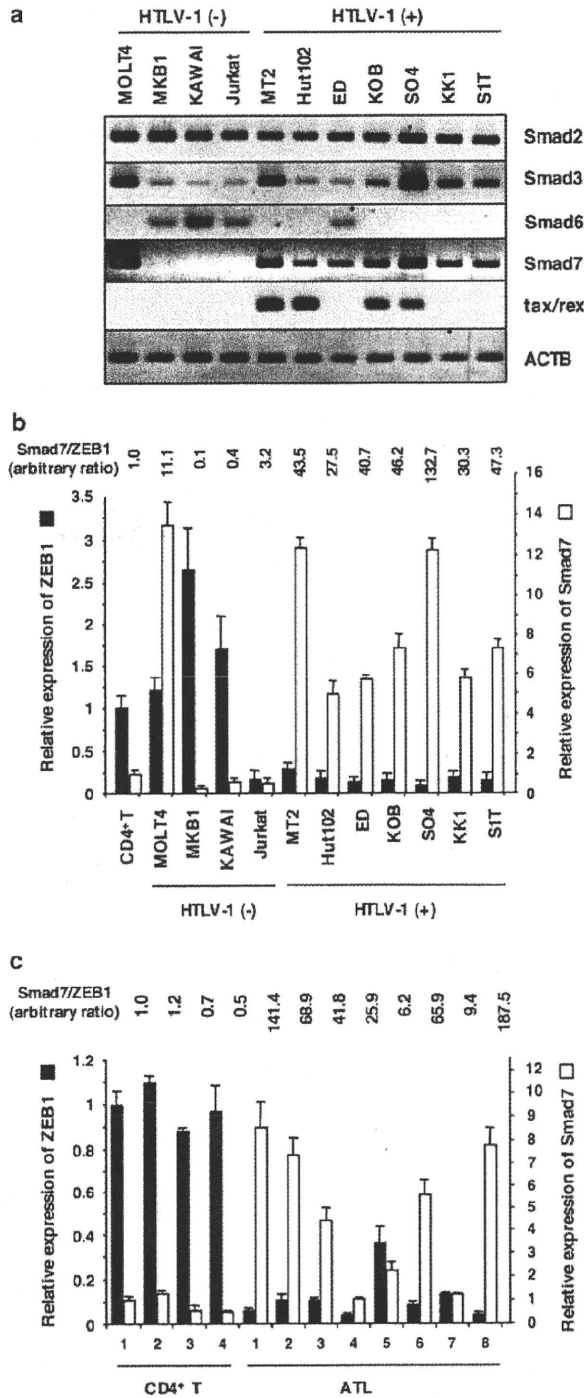 a
HTLV-1 (-) HTLV-1 (+)
MOLT4 MKB1 KAWAI Jurkat MT2 Hut102 ED KOB SO4 KK1 S1T
Smad2
Smad3
Smad6
Smad7
tax/rex
ACTB
b
Smad7/ZEB1
(arbitrary ratio)
1.0 11.1 0.1 0.4 3.2 43.5 27.5 40.7 46.2 132.7 30.3 47.3
Relative expression of ZEB1
3.5
3
2.5
2
1.5
1
0.5
0
Relative expression of Smad7
16
14
12
10
8
6
4
2
0
CD4+ T MOLT4 MKB1 KAWAI Jurkat MT2 Hut102 ED KOB SO4 KK1 S1T
HTLV-1 (-) HTLV-1 (+)
c
Smad7/ZEB1
(arbitrary ratio)
1.0 1.2 0.7 0.5 141.4 68.9 41.8 25.9 6.2 65.9 9.4 187.5
Relative expression of ZEB1
1.2
1
0.8
0.6
0.4
0.2
0
Relative expression of Smad7
12
11
10
9
8
7
6
5
4
3
2
1
0
1 2 3 4 1 2 3 4 5 6 7 8
CD4+ T ATL